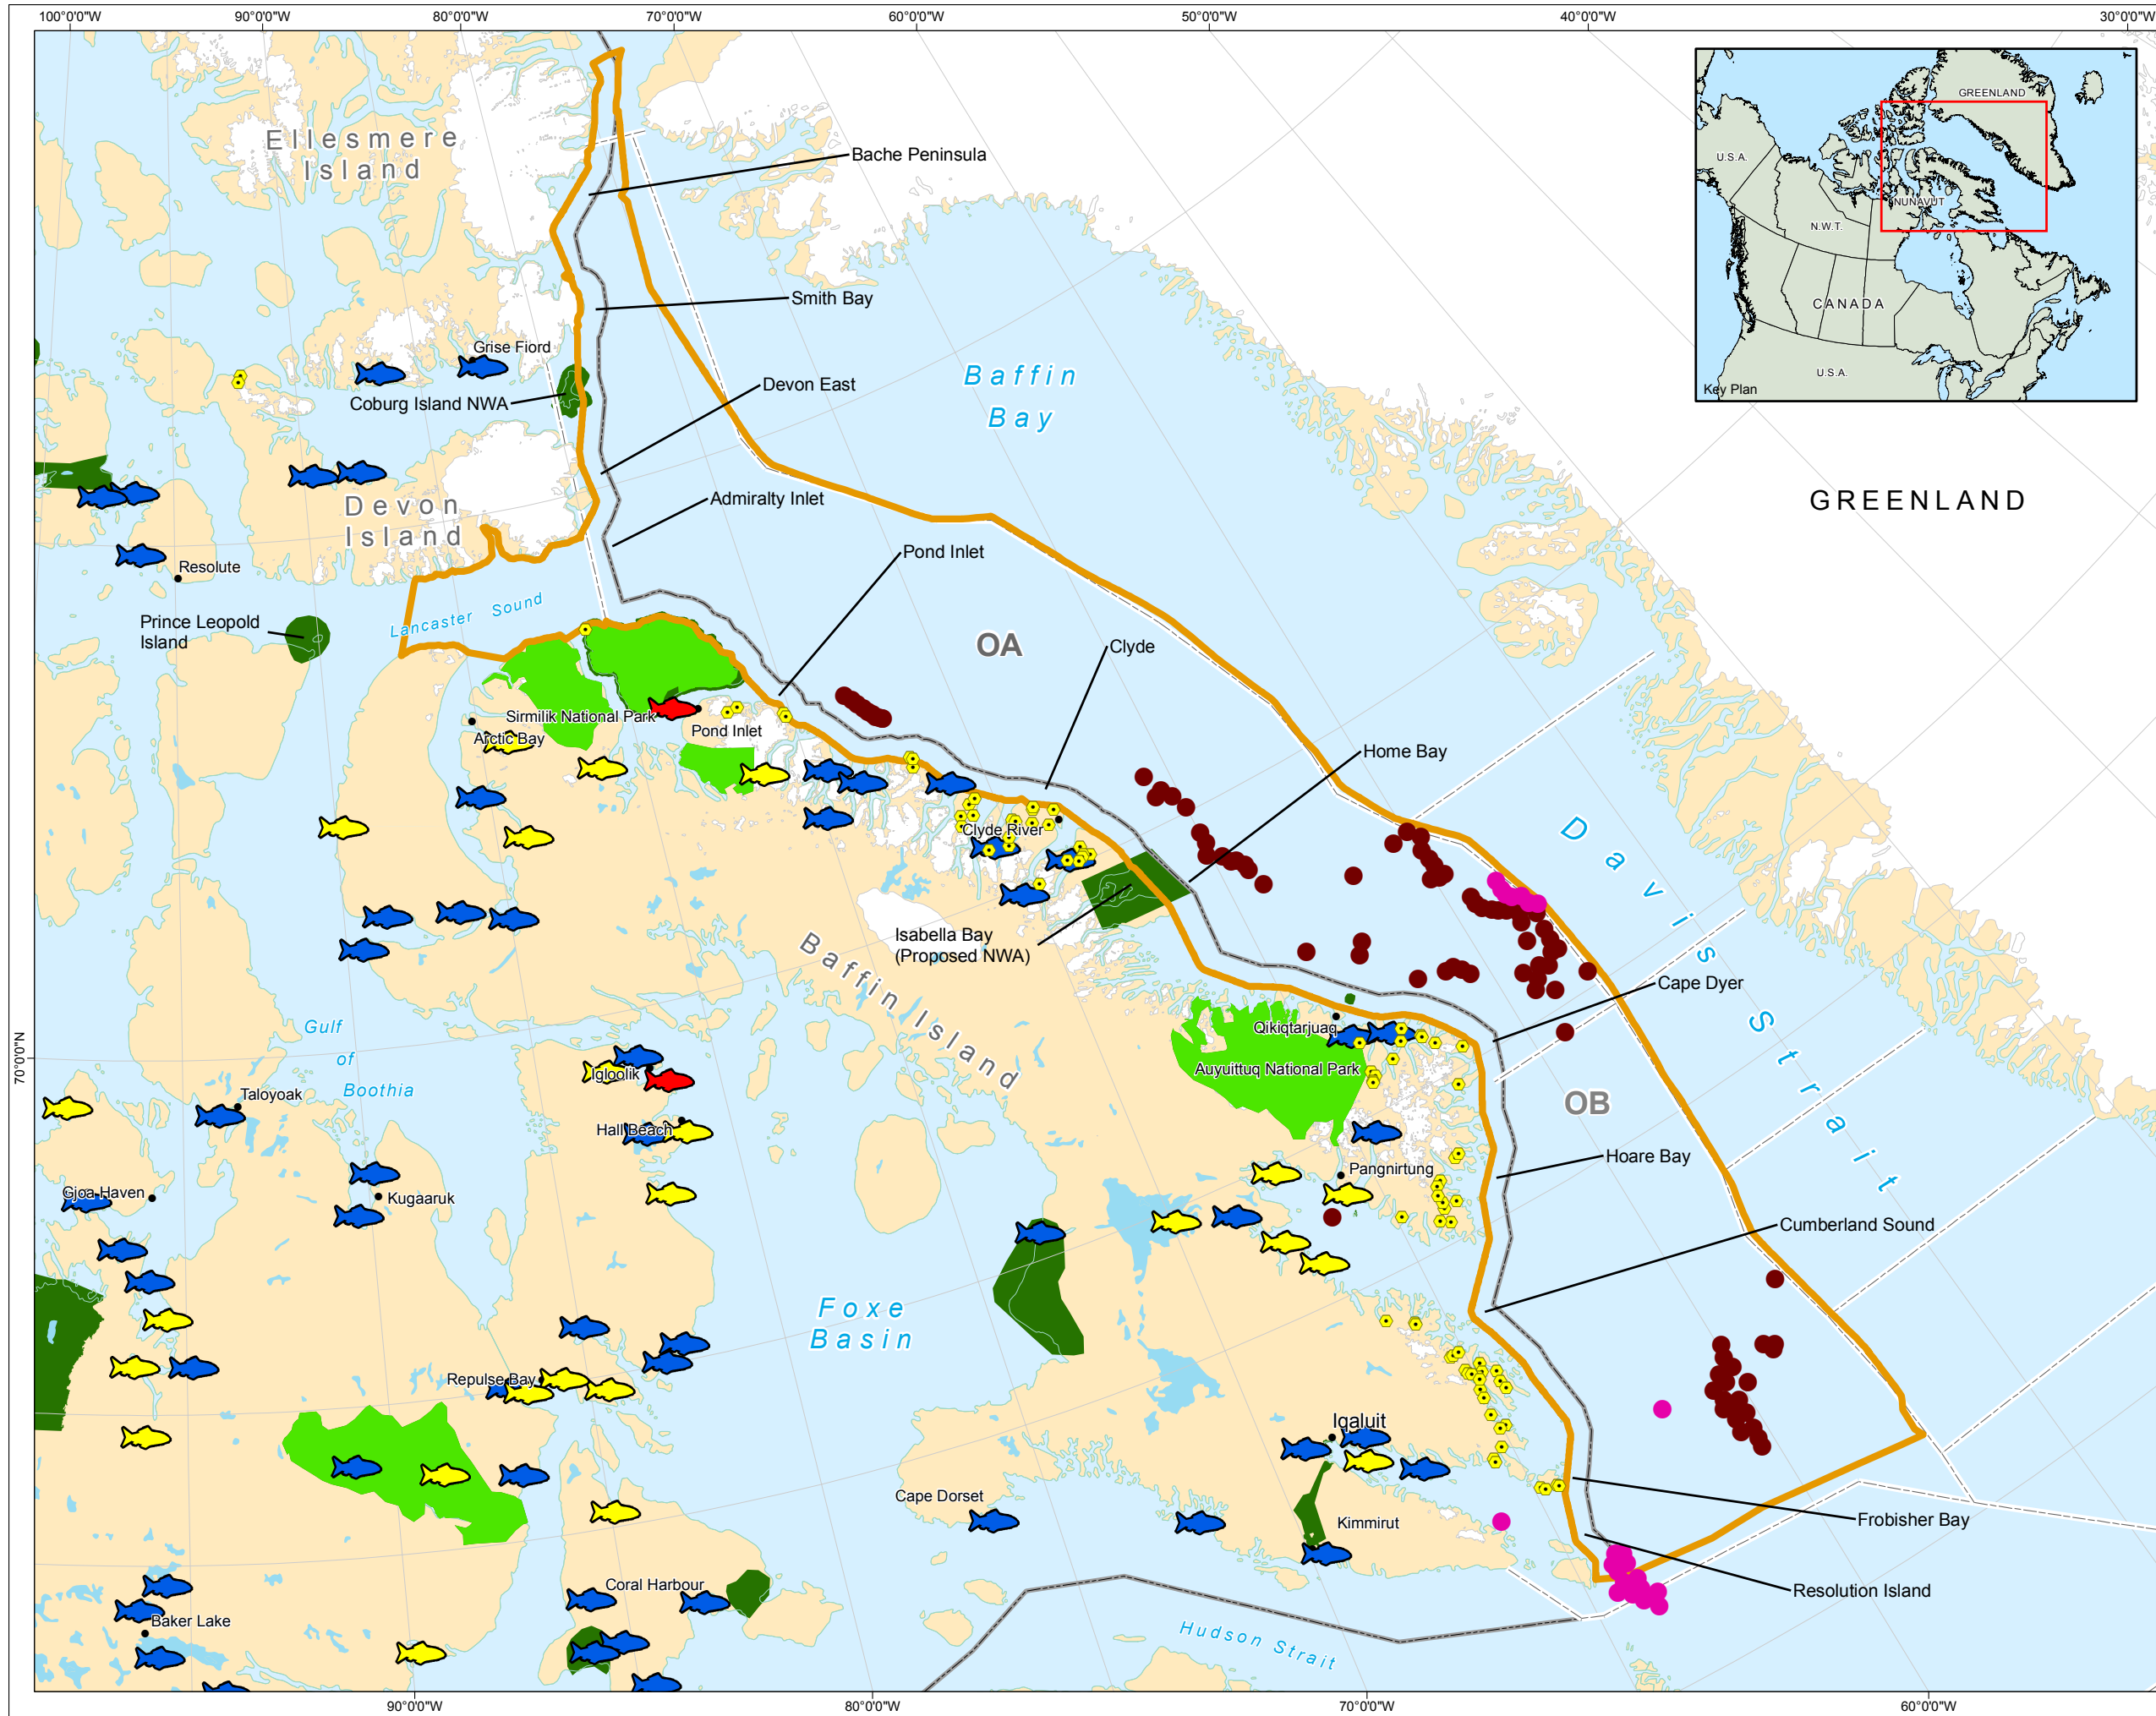 100°0'0"W
90°0'0"W
80°0'0"W
70°0'0"W
60°0'0"W
50°0'0"W
40°0'0"W
30°0'0"W
GREENLAND
U.S.A.
NUNAVUT
N.W.T.
CANADA
U.S.A.
Key Plan
Ellesmere
Island
Bache Peninsula
Smith Bay
Grise Fiord
Baffin
Bay
Devon East
Coburg Island NWA
Admiralty Inlet
GREENLAND
Devon
Island
Pond Inlet
Resolute
Lancaster Sound
Prince Leopold
Island
OA
Clyde
Sirmilik National Park
Pond Inlet
Arctic Bay
Home Bay
Clyde River
Davis Strait
Isabella Bay
(Proposed NWA)
Baffin Island
Cape Dyer
Gulf
of
Boothia
Qikiqtarjuaq
70°0'0"N
Auyuittuq National Park
Igloolik
Taloyoak
OB
Hall Beach
Hoare Bay
Pangnirtung
Gjoa Haven
Kugaaruk
Cumberland Sound
Foxe
Basin
Repulse Bay
Iqaluit
Cape Dorset
Kimmirut
Frobisher Bay
Coral Harbour
Resolution Island
Baker Lake
Hudson Strait
90°0'0"W
80°0'0"W
70°0'0"W
60°0'0"W